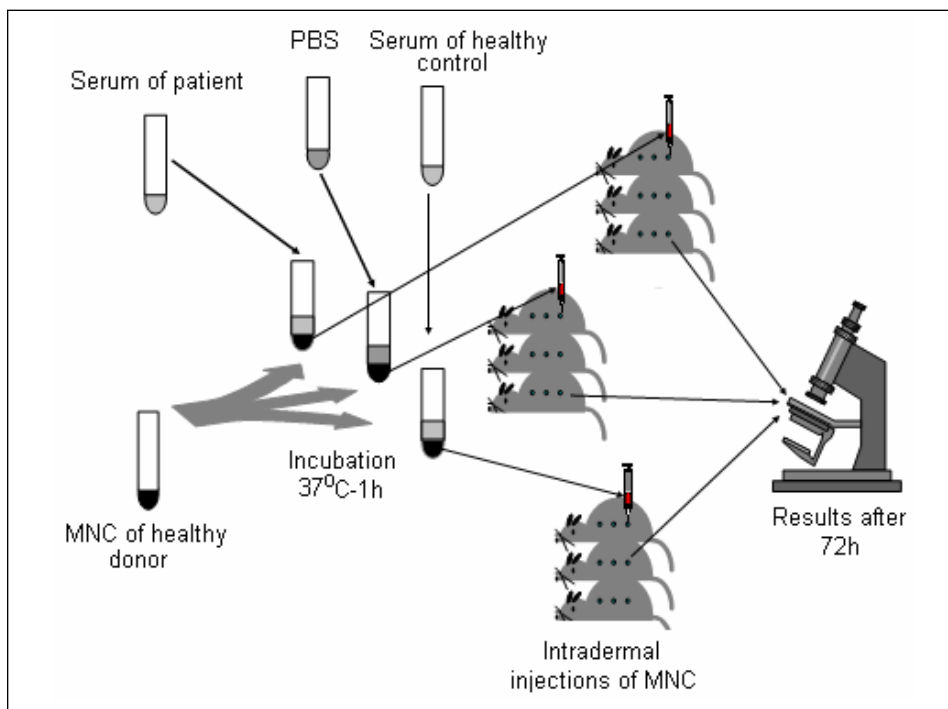 PBS
Serum of healthy
control
Serum of patient
Incubation
37⁰C-1h
MNC of healthy
donor
Results after
72h
Intradermal
injections of MNC